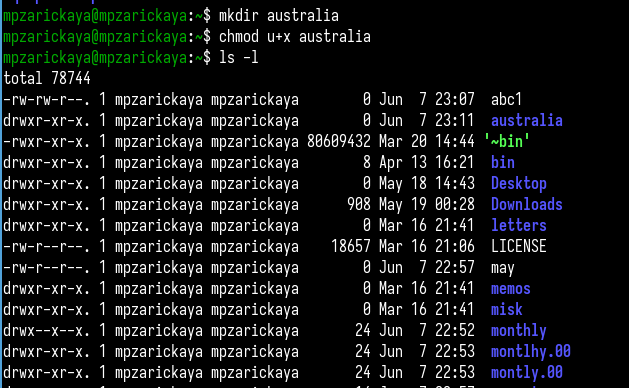 mpzarickaya@mpzarickaya:~$ mkdir australia
mpzarickaya@mpzarickaya:~$ chmod u+x australia
mpzarickaya@mpzarickaya:~$ ls -l
total 78744
-rw-rw-r--. 1 mpzarickaya mpzarickaya        0 Jun  7 23:07  abc1
drwxr-xr-x. 1 mpzarickaya mpzarickaya        0 Jun  7 23:11  australia
-rwxr-xr-x. 1 mpzarickaya mpzarickaya 80609432 Mar 20 14:44 '~bin'
drwxr-xr-x. 1 mpzarickaya mpzarickaya        8 Apr 13 16:21  bin
drwxr-xr-x. 1 mpzarickaya mpzarickaya        0 May 18 14:43  Desktop
drwxr-xr-x. 1 mpzarickaya mpzarickaya      908 May 19 00:28  Downloads
drwxr-xr-x. 1 mpzarickaya mpzarickaya        0 Mar 16 21:41  letters
-rw-r--r--. 1 mpzarickaya mpzarickaya    18657 Mar 16 21:06  LICENSE
-rw-r--r--. 1 mpzarickaya mpzarickaya        0 Jun  7 22:57  may
drwxr-xr-x. 1 mpzarickaya mpzarickaya        0 Mar 16 21:41  memos
drwxr-xr-x. 1 mpzarickaya mpzarickaya        0 Mar 16 21:41  misk
drwx--x--x. 1 mpzarickaya mpzarickaya       24 Jun  7 22:52  monthly
drwxr-xr-x. 1 mpzarickaya mpzarickaya       24 Jun  7 22:53  montlhy.00
drwxr-xr-x. 1 mpzarickaya mpzarickaya       24 Jun  7 22:53  montly.00